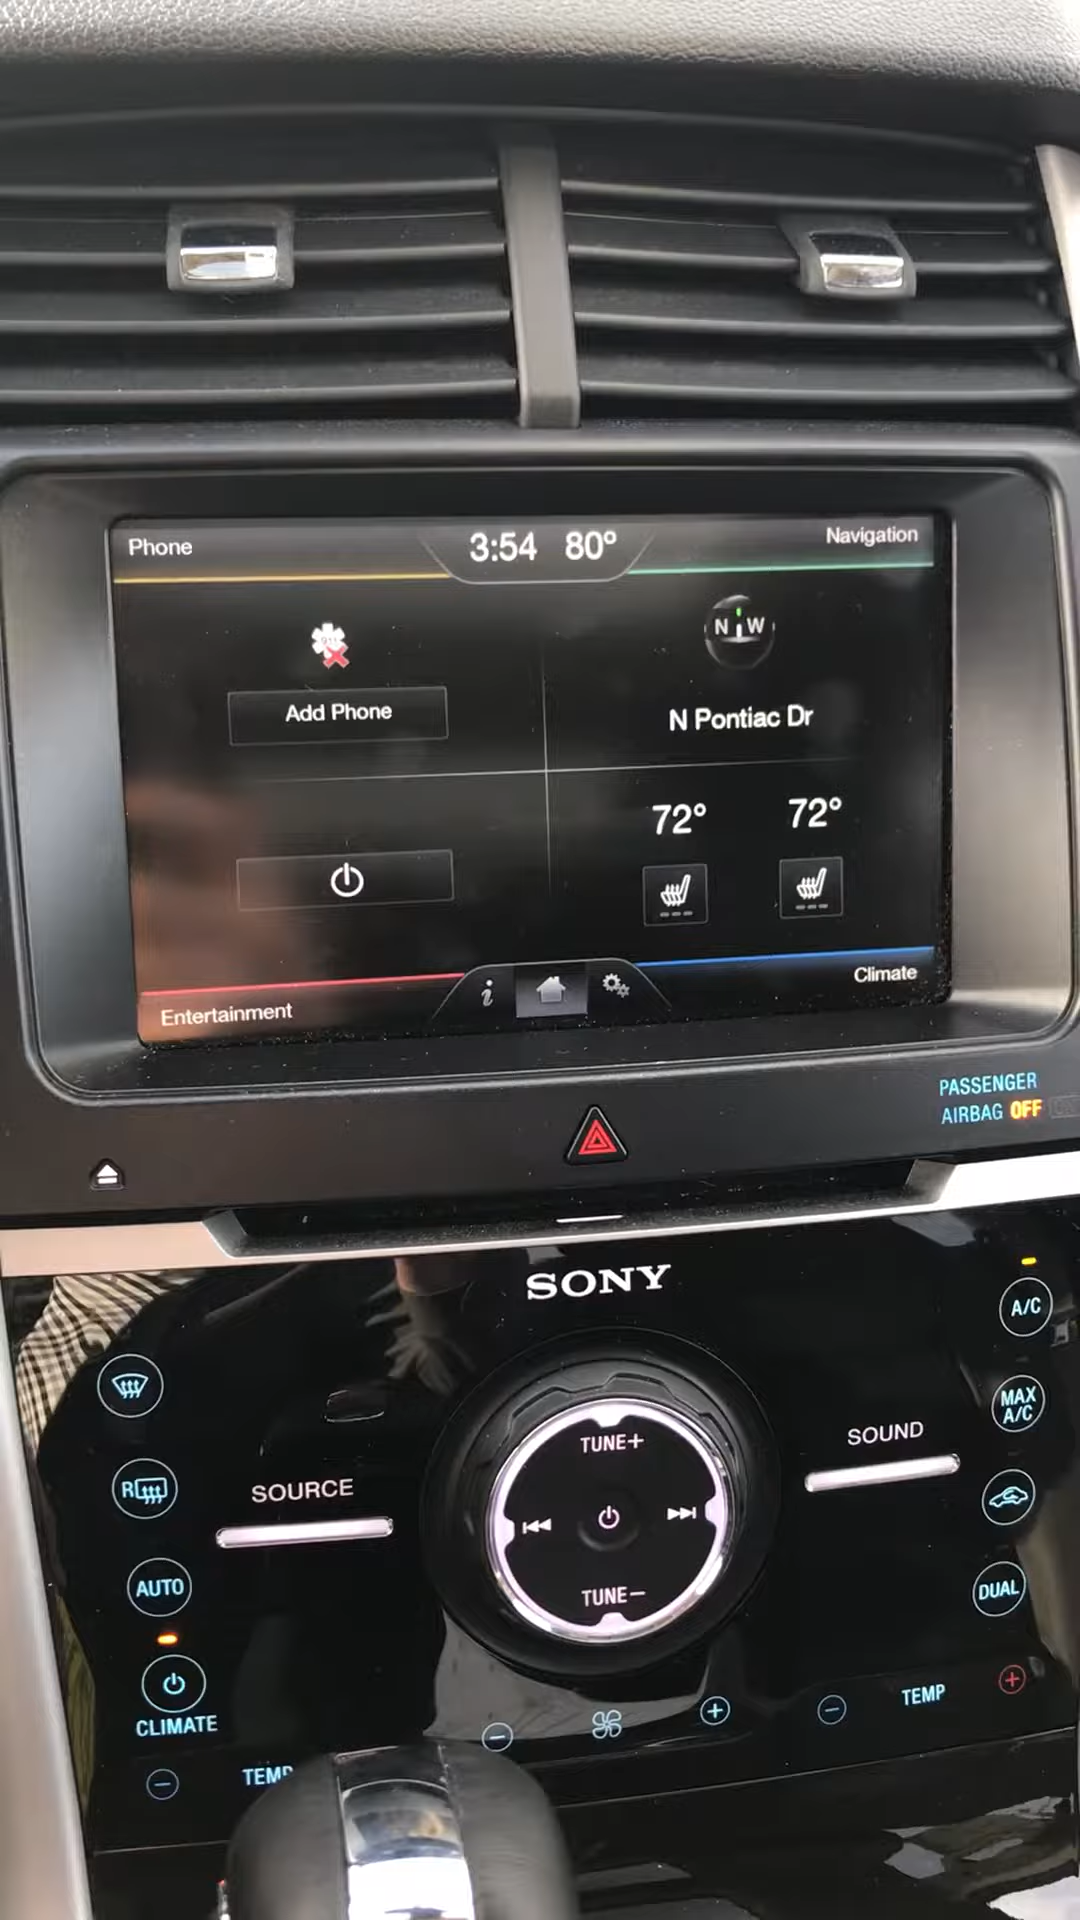 Phone
3:54 80°
Navigation
N W
Add Phone
N Pontiac Dr
72° 72°
i
Entertainment
Climate
PASSENGER
AIRBAG OFF
SONY
A/C
MAX
A/C
TUNE+
SOUND
SOURCE
R
TUNE−
AUTO
DUAL
CLIMATE
TEMP
TEMP